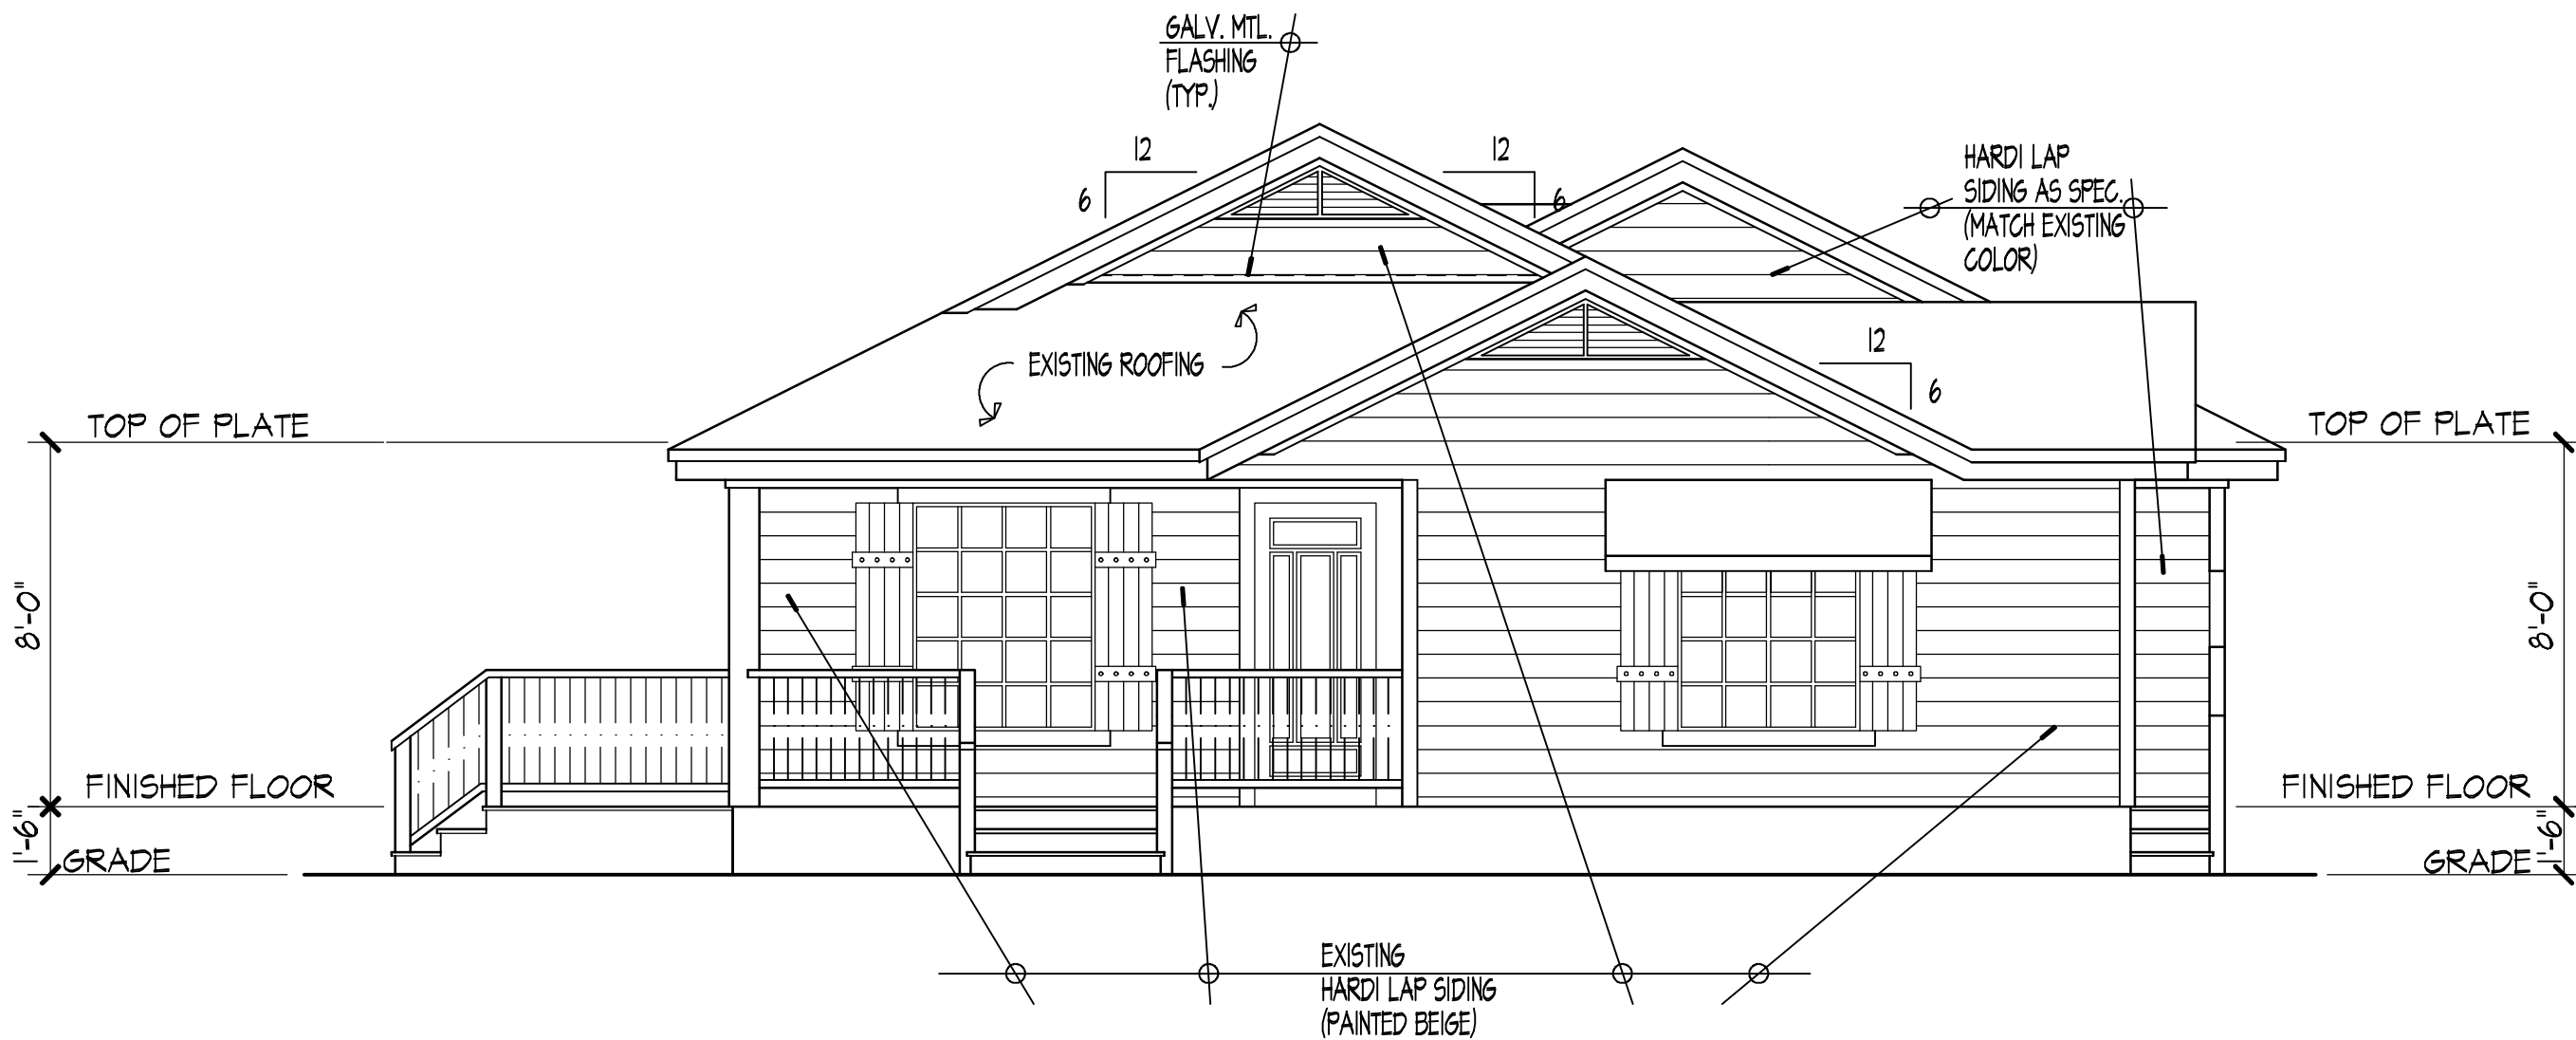 GALV. MTL.
FLASHING
(TYP.)
12
6
12
6
HARDI LAP
SIDING AS SPEC.
(MATCH EXISTING
COLOR)
12
6
EXISTING ROOFING
TOP OF PLATE
TOP OF PLATE
8'-0"
8'-0"
FINISHED FLOOR
FINISHED FLOOR
1'-6"
1'-6"
GRADE
GRADE
EXISTING
HARDI LAP SIDING
(PAINTED BEIGE)